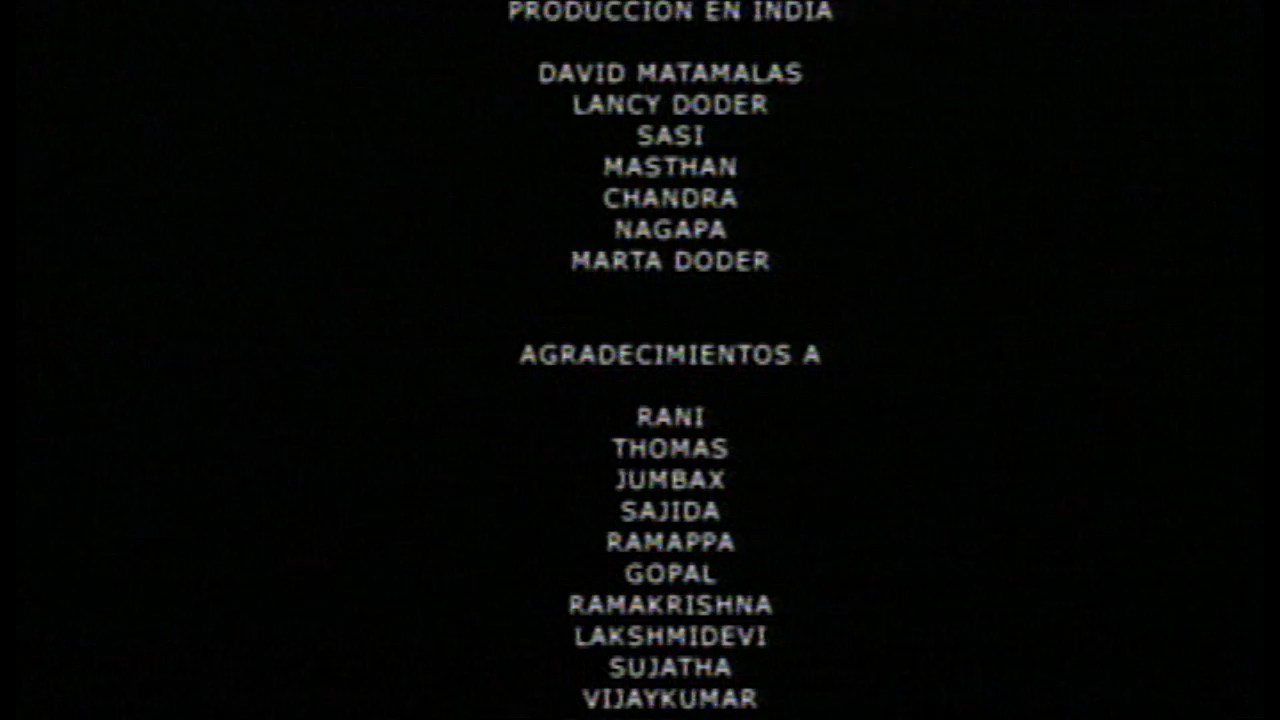 PRODUCCIÓN EN INDIA
DAVID MATAMALAS
LANCY DODER
SASI
MASTHAN
CHANDRA
NAGAPA
MARTA DODER
AGRADECIMIENTOS A
RANI
THOMAS
JUMBAX
SAJIDA
RAMAPPA
GOPAL
RAMAKRISHNA
LAKSHMIDEVI
SUJATHA
VIJAYKUMAR